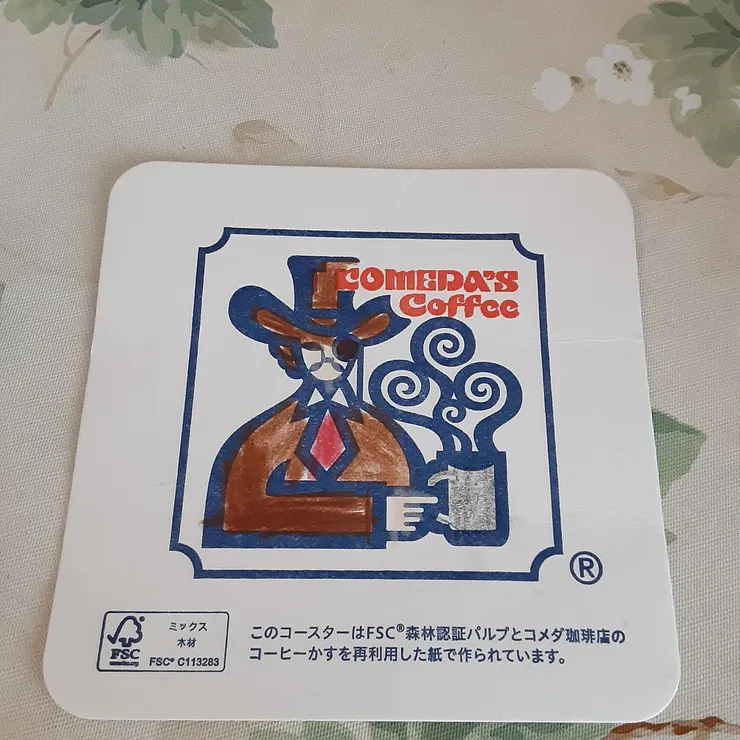 COMEDA'S
Coffee
®
FSC
www.fsc.org
ミックス
木材
FSC® C113283
このコースターはFSC®森林認証パルプとコメダ珈琲店の
コーヒーかすを再利用した紙で作られています。